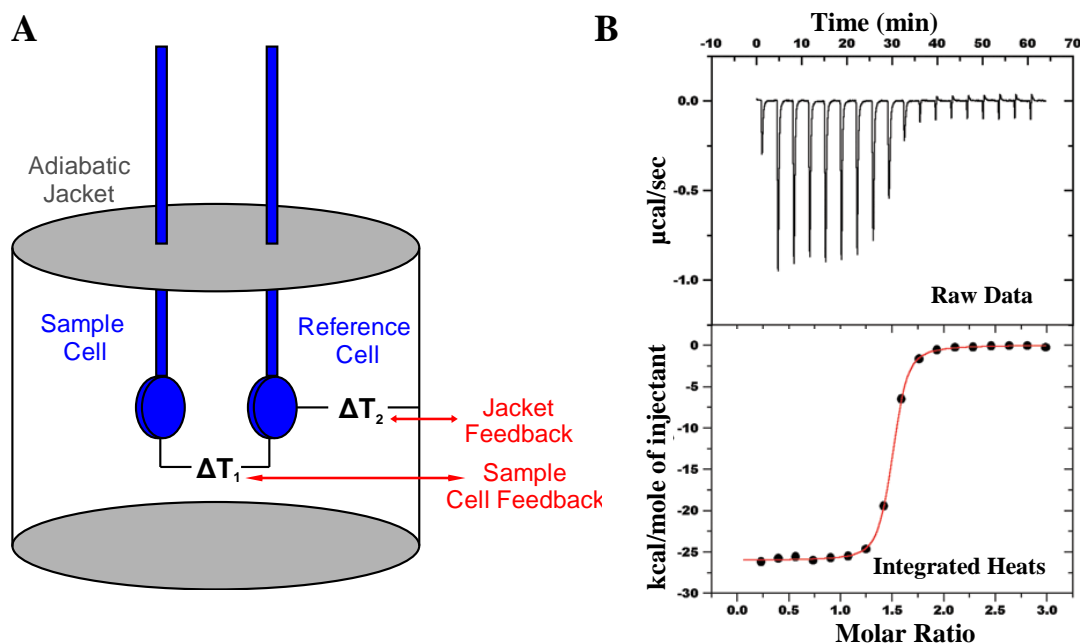 A
Adiabatic
Jacket
Sample
Cell
Reference
Cell
ΔT2
Jacket
Feedback
ΔT1
Sample
Cell Feedback
B
Time (min)
-10 0 10 20 30 40 50 60 70
0.0
-0.5
-1.0
µcal/sec
Raw Data
0
-5
-10
-15
-20
-25
-30
kcal/mole of injectant
Integrated Heats
0.0 0.5 1.0 1.5 2.0 2.5 3.0
Molar Ratio